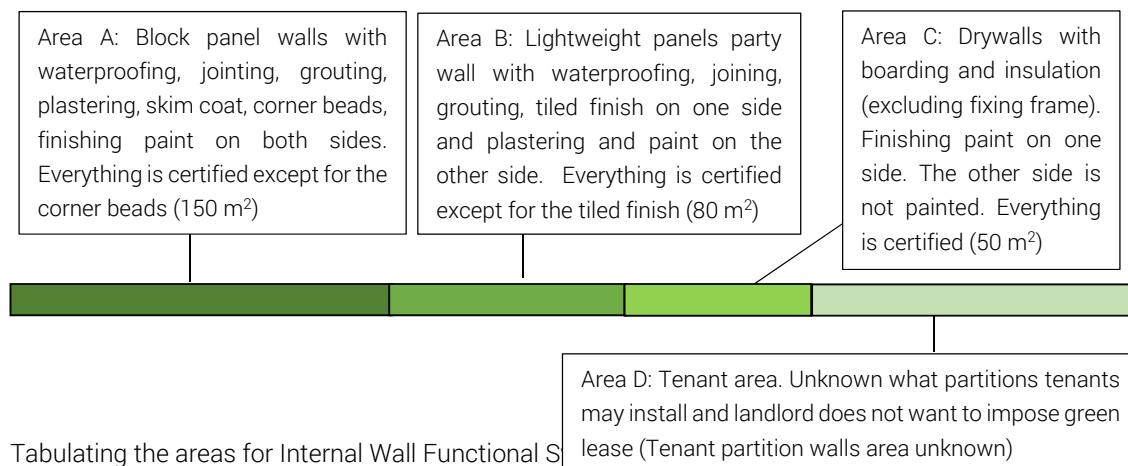 Area A: Block panel walls with
waterproofing, jointing, grouting,
plastering, skim coat, corner beads,
finishing paint on both sides.
Everything is certified except for the
corner beads (150 m²)
Area B: Lightweight panels party
wall with waterproofing, joining,
grouting, tiled finish on one side
and plastering and paint on the
other side. Everything is certified
except for the tiled finish (80 m²)
Area C: Drywalls with
boarding and insulation
(excluding fixing frame).
Finishing paint on one
side. The other side is
not painted. Everything
is certified (50 m²)
Area D: Tenant area. Unknown what partitions tenants
may install and landlord does not want to impose green
lease (Tenant partition walls area unknown)
Tabulating the areas for Internal Wall Functional